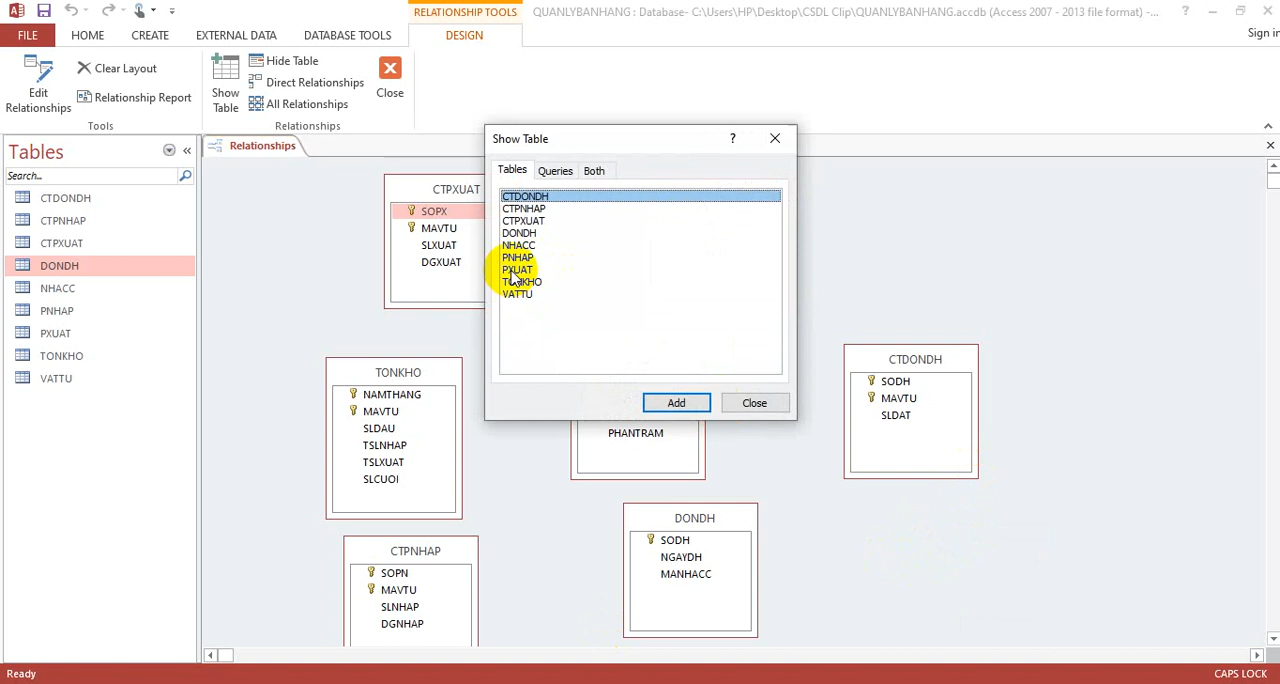 RELATIONSHIP TOOLS
QUANLYBANHANG : Database- C:\Users\HP\Desktop\CSDL Clip\QUANLYBANHANG.accdb (Access 2007 - 2013 file format) -...
?
FILE
HOME
CREATE
EXTERNAL DATA
DATABASE TOOLS
DESIGN
Sign in
Edit
Relationships
Clear Layout
Relationship Report
Tools
Show
Table
Hide Table
Direct Relationships
All Relationships
Relationships
Close
Tables
Search...
CTDONDH
CTPNHAP
CTPXUAT
DONDH
NHACC
PNHAP
PXUAT
TONKHO
VATTU
Relationships
CTPXUAT
SOPX
MAVTU
SLXUAT
DGXUAT
TONKHO
NAMTHANG
MAVTU
SLDAU
TSLNHAP
TSLXUAT
SLCUOI
CTPNHAP
SOPN
MAVTU
SLNHAP
DGNHAP
Show Table
?
Tables
Queries
Both
CTDONDH
CTPNHAP
CTPXUAT
DONDH
NHACC
PNHAP
PXUAT
TONKHO
VATTU
Add
Close
PHANTRAM
DONDH
SODH
NGAYDH
MANHACC
CTDONDH
SODH
MAVTU
SLDAT
Ready
CAPS LOCK